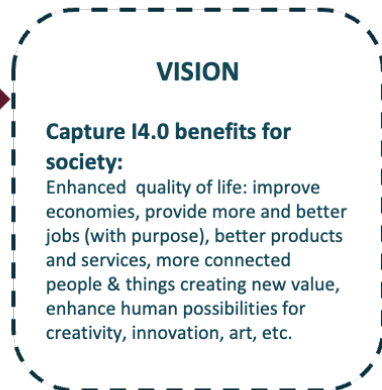 VISION
Capture I4.0 benefits for
society:
Enhanced  quality of life: improve
economies, provide more and better
jobs (with purpose), better products
and services, more connected
people & things creating new value,
enhance human possibilities for
creativity, innovation, art, etc.